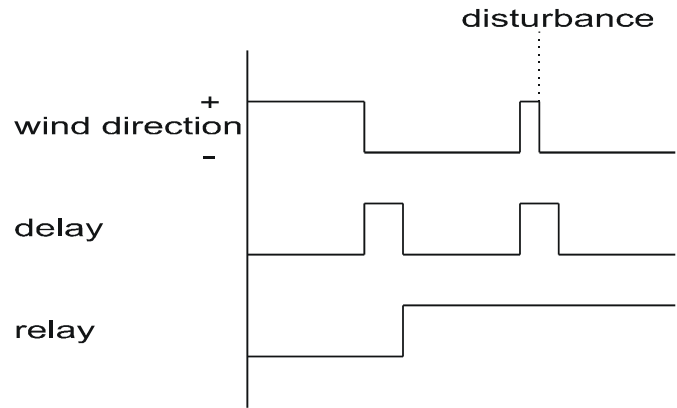 disturbance
+
wind direction
-
delay
relay